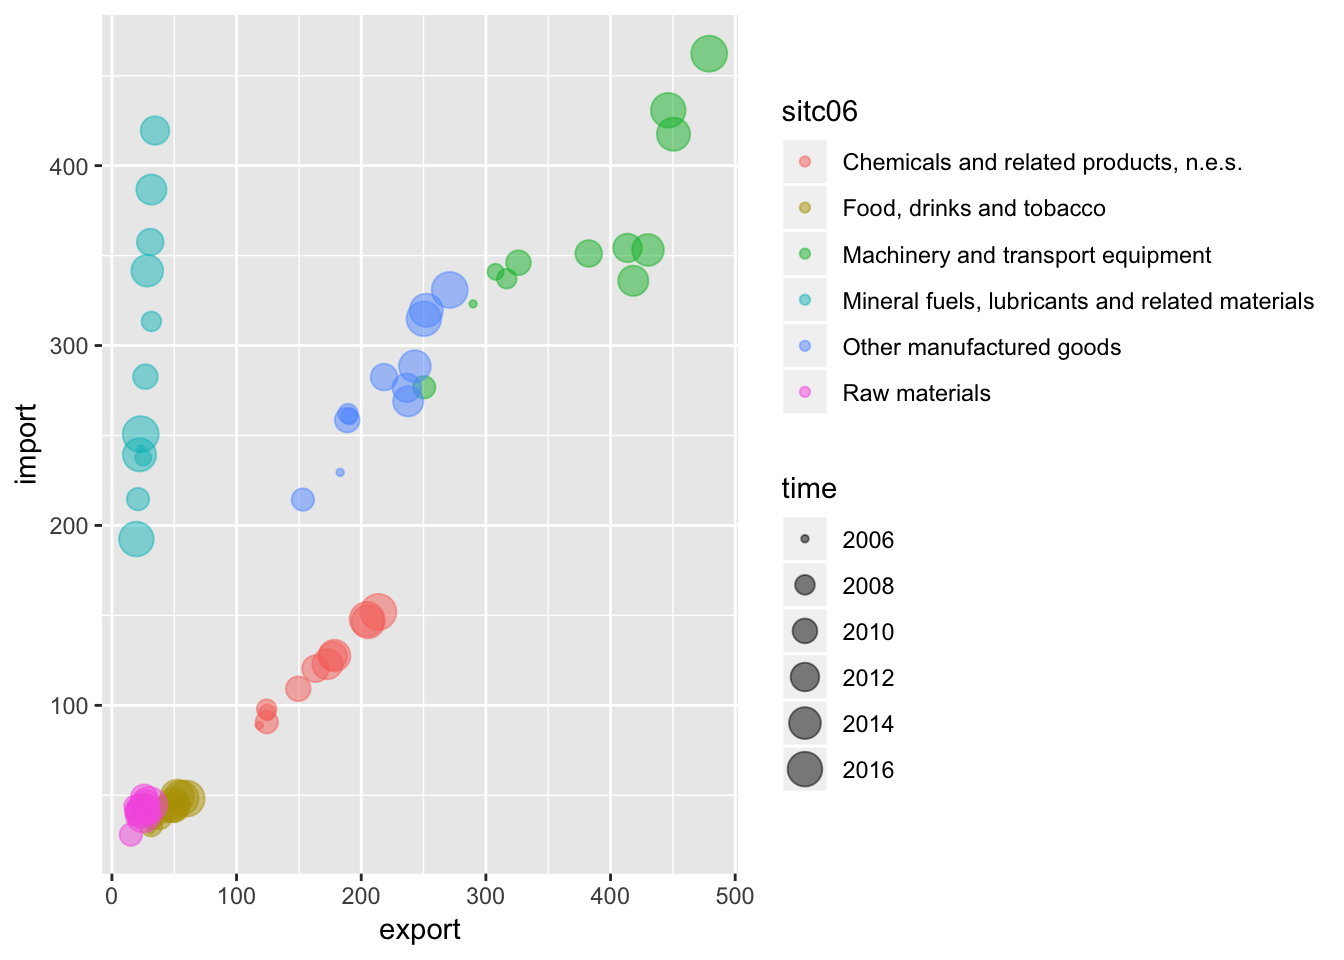 import
400
300
200
100
0
100
200
300
400
500
export
sitc06
Chemicals and related products, n.e.s.
Food, drinks and tobacco
Machinery and transport equipment
Mineral fuels, lubricants and related materials
Other manufactured goods
Raw materials
time
2006
2008
2010
2012
2014
2016